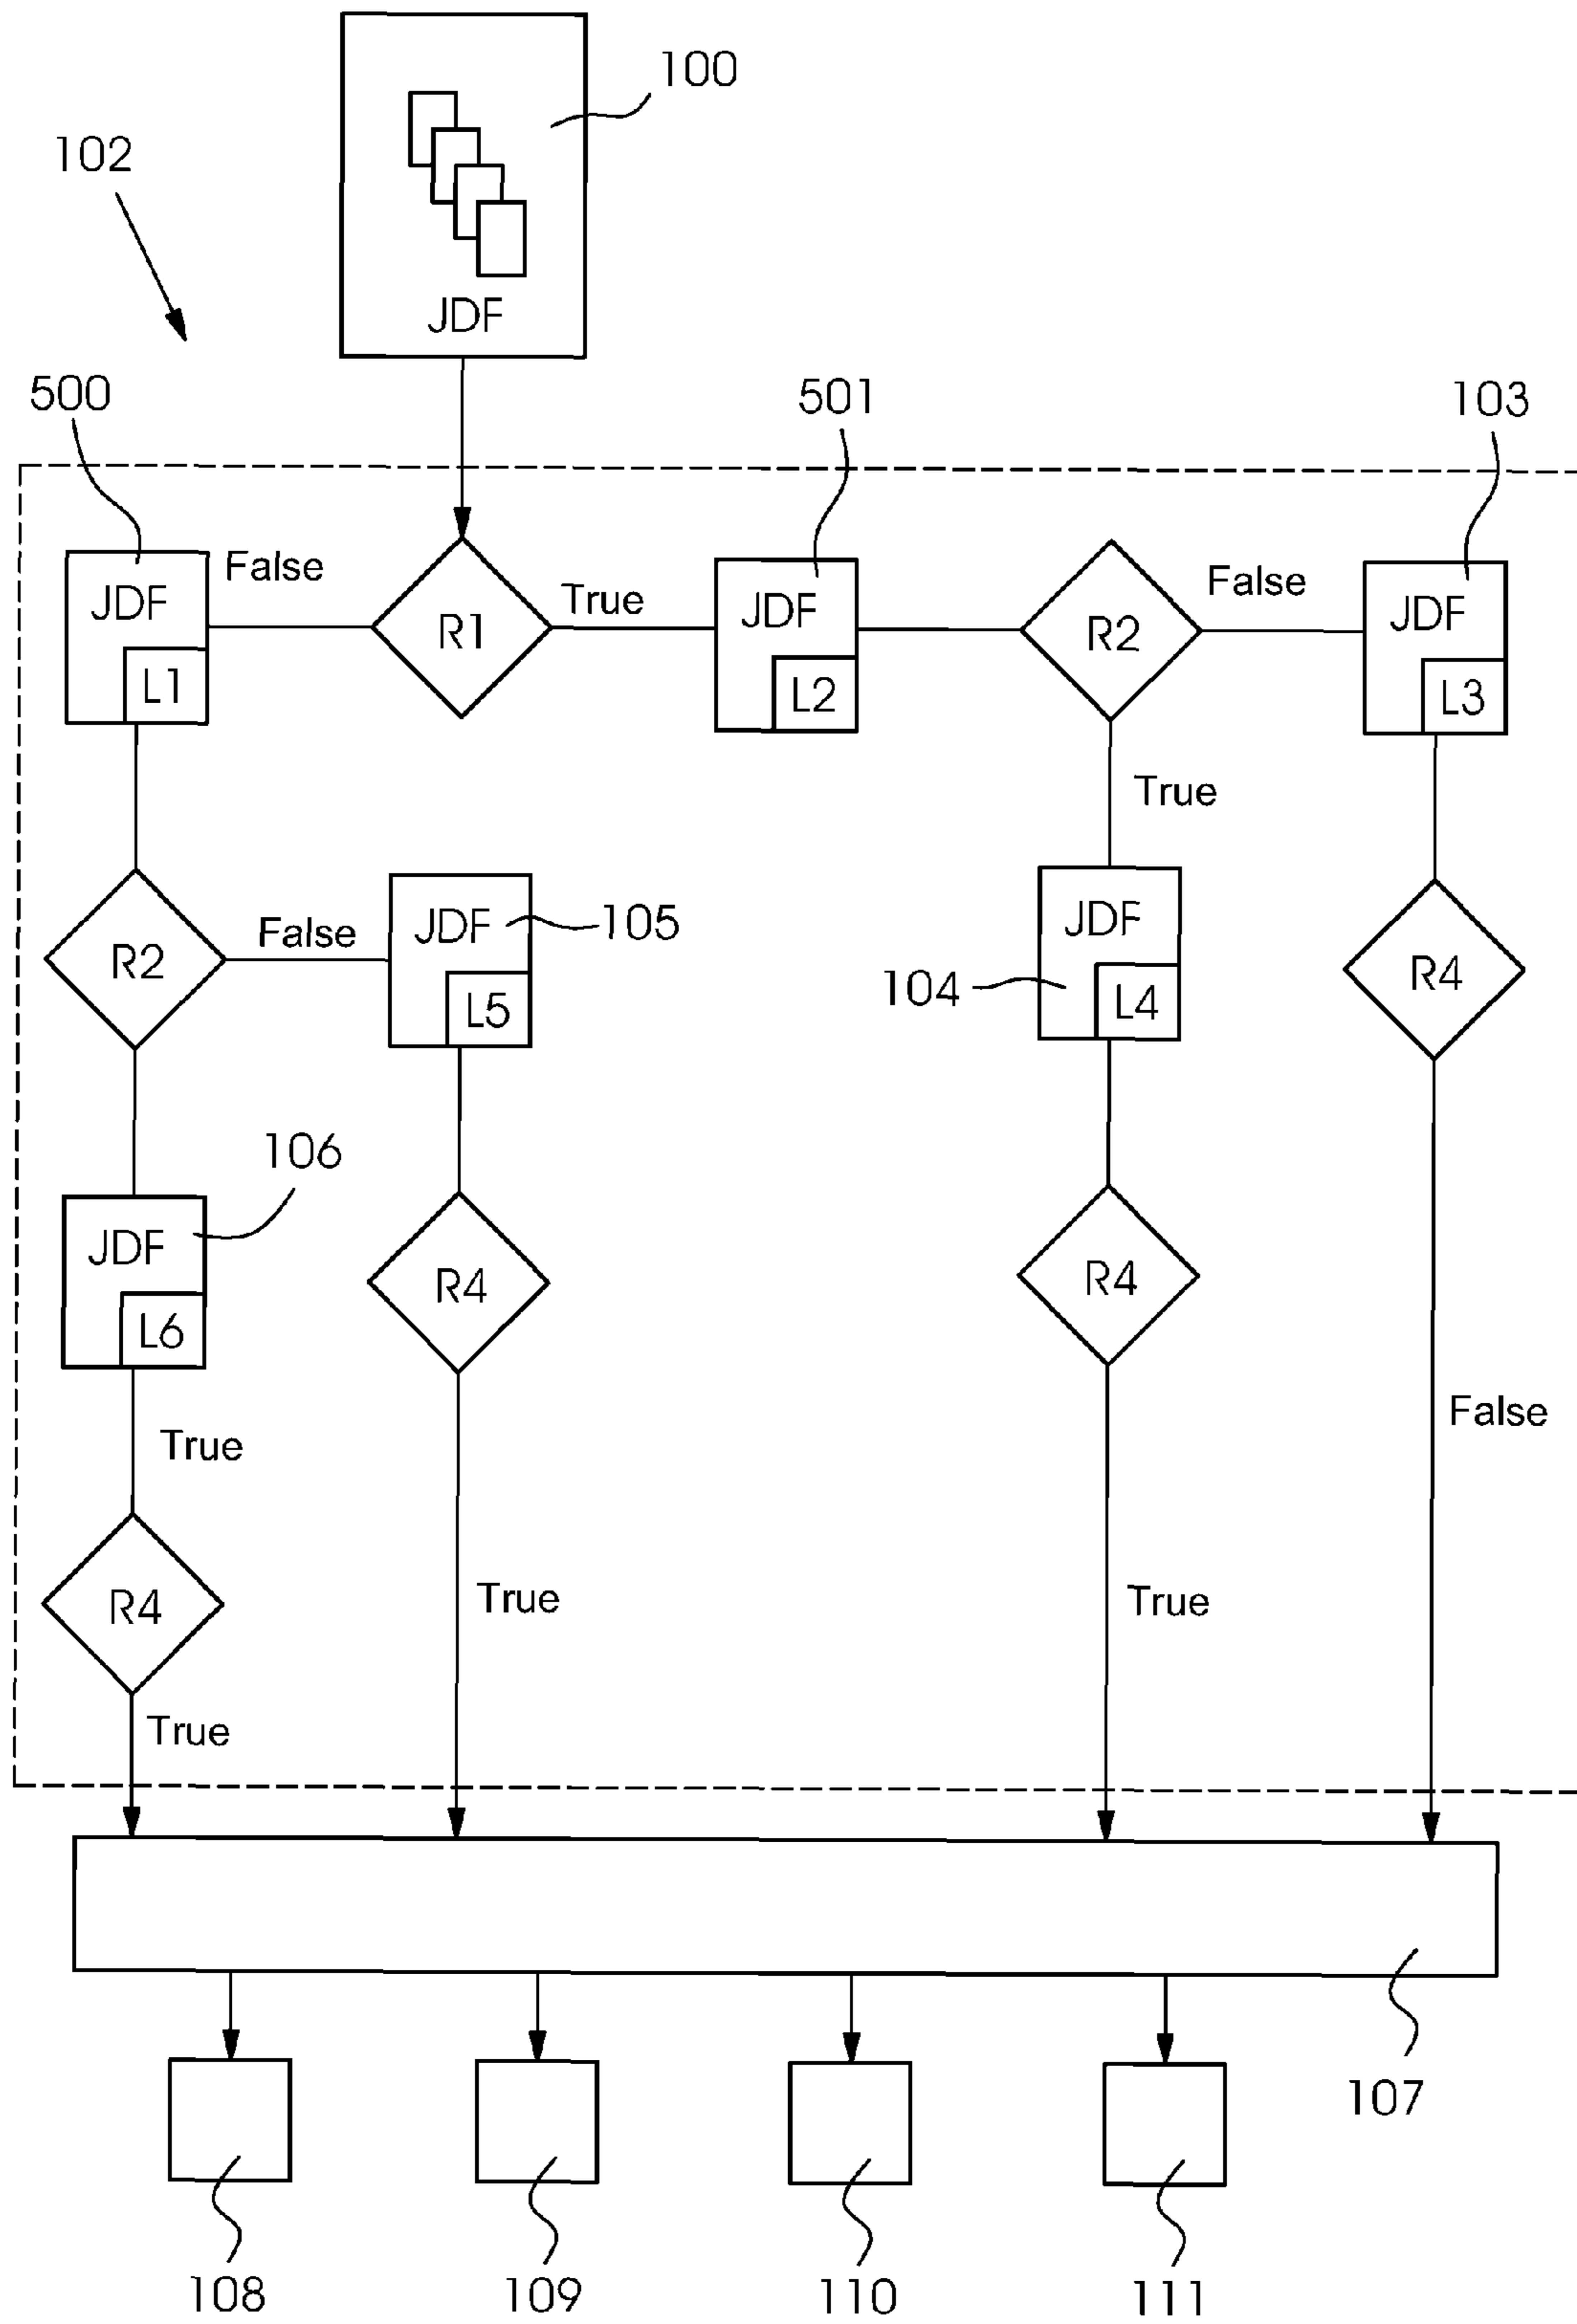 100
102
JDF
500
501
103
JDF
False
R1
True
JDF
R2
False
JDF
L1
L2
L3
True
R2
False
JDF
105
JDF
R4
L5
104
L4
106
JDF
L6
R4
R4
True
False
R4
True
True
True
107
108
109
110
111